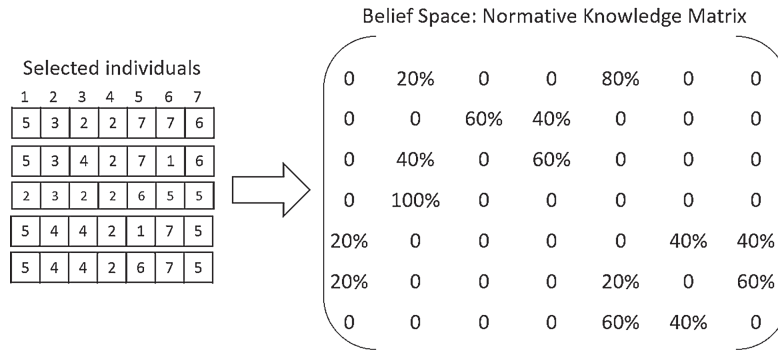 Belief Space: Normative Knowledge Matrix
Selected individuals
1 2 3 4 5 6 7
5 3 2 2 7 7 6
5 3 4 2 7 1 6
2 3 2 2 6 5 5
5 4 4 2 1 7 5
5 4 4 2 6 7 5
0 20% 0 0 80% 0 0
0 0 60% 40% 0 0 0
0 40% 0 60% 0 0 0
0 100% 0 0 0 0 0
20% 0 0 0 0 40% 40%
20% 0 0 0 20% 0 60%
0 0 0 0 60% 40% 0